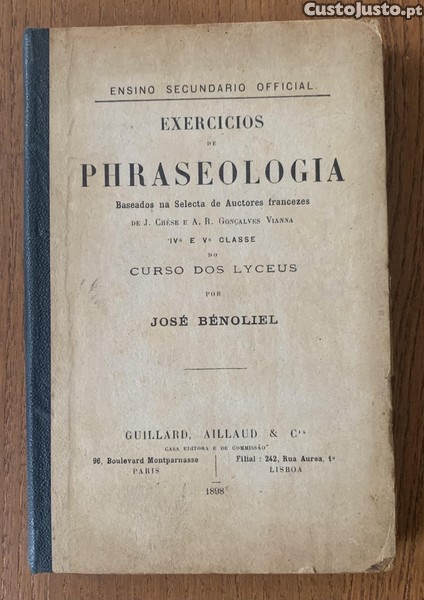 CustoJusto.pt
ENSINO SECUNDARIO OFFICIAL.
EXERCICIOS
DE
PHRASEOLOGIA
Baseados na Selecta de Auctores francezes
DE J. CHÈSE E A. R. GONÇALVES VIANNA
IVª E Vª CLASSE
DO
CURSO DOS LYCEUS
POR
JOSÉ BÉNOLIEL
GUILLARD, AILLAUD & Cia
CASA EDITORA E DE COMMISSÃO
96, Boulevard Montparnasse
PARIS
Filial : 242, Rua Aurea, 1º
LISBOA
1898